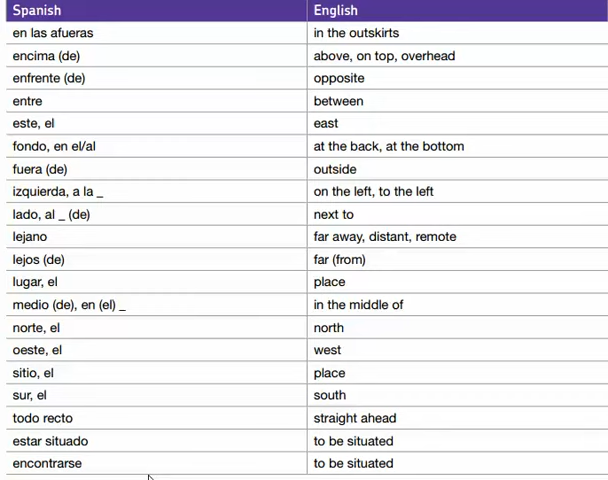 Spanish English
en las afueras in the outskirts
encima (de) above, on top, overhead
enfrente (de) opposite
entre between
este, el east
fondo, en el/al at the back, at the bottom
fuera (de) outside
izquierda, a la _ on the left, to the left
lado, al _ (de) next to
lejano far away, distant, remote
lejos (de) far (from)
lugar, el place
medio (de), en (el) _ in the middle of
norte, el north
oeste, el west
sitio, el place
sur, el south
todo recto straight ahead
estar situado to be situated
encontrarse to be situated